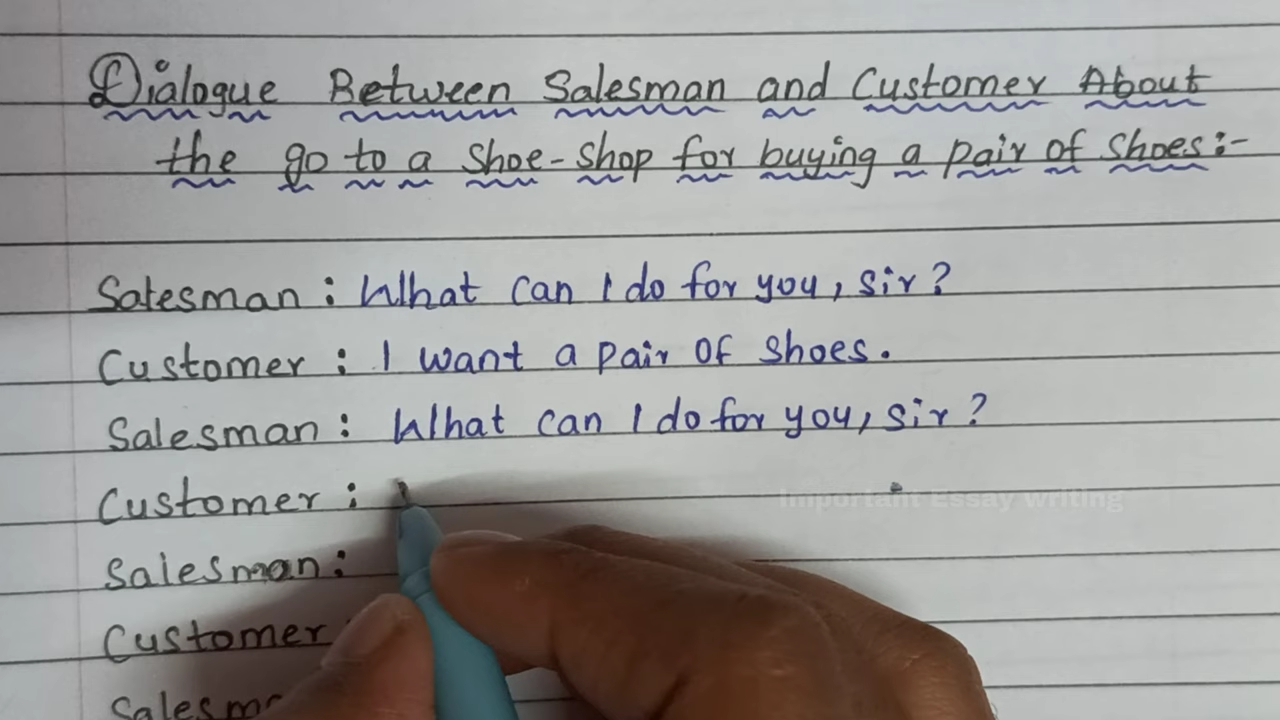 Dialogue Between Salesman and Customer About
the go to a Shoe-Shop for buying a pair of Shoes:-
Salesman : What can I do for you, sir?
Customer : I want a pair of shoes.
Salesman : What can I do for you, sir?
Customer :
Important Essay writing
Salesman :
Customer
Salesma